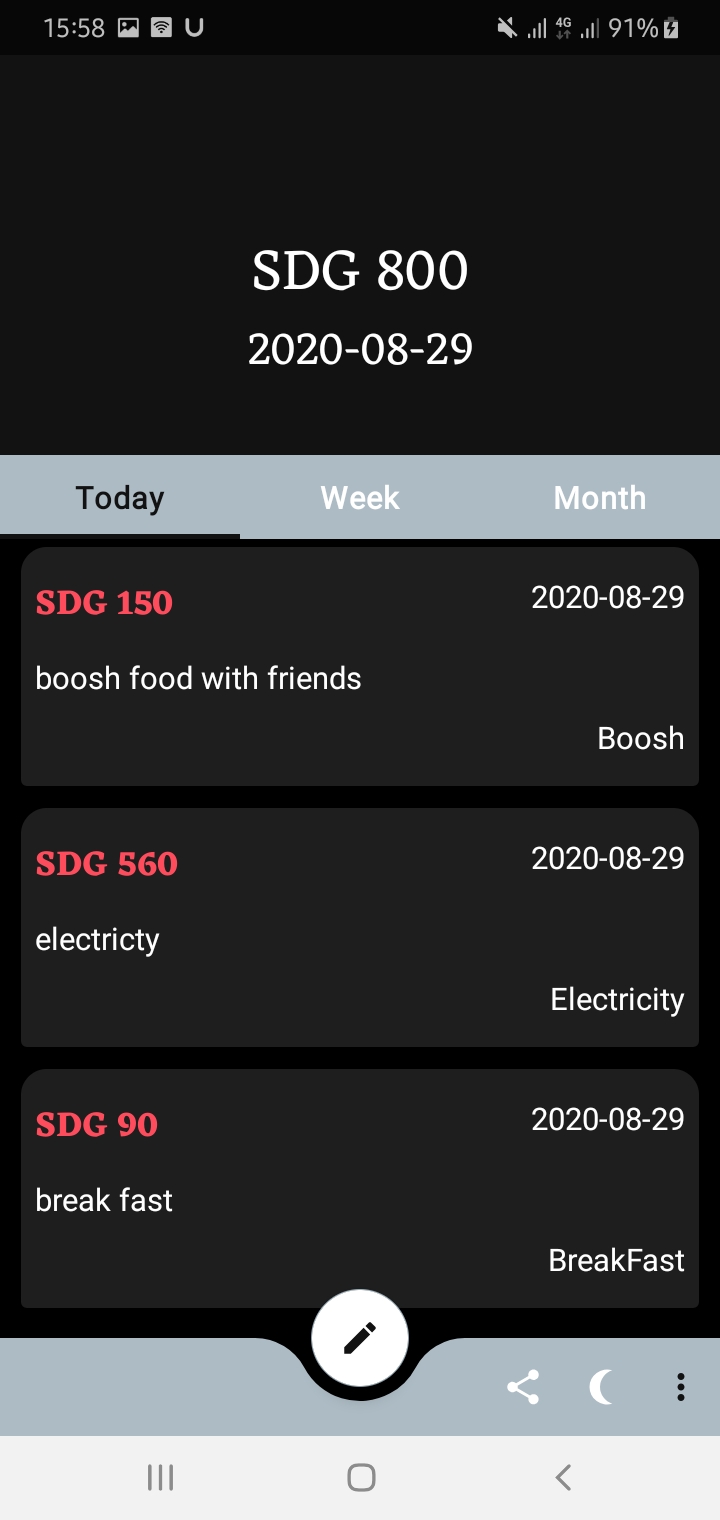 15:58 4G 91%
SDG 800
2020-08-29
Today Week Month
SDG 150 2020-08-29
boosh food with friends
Boosh
SDG 560 2020-08-29
electricty
Electricity
SDG 90 2020-08-29
break fast
BreakFast